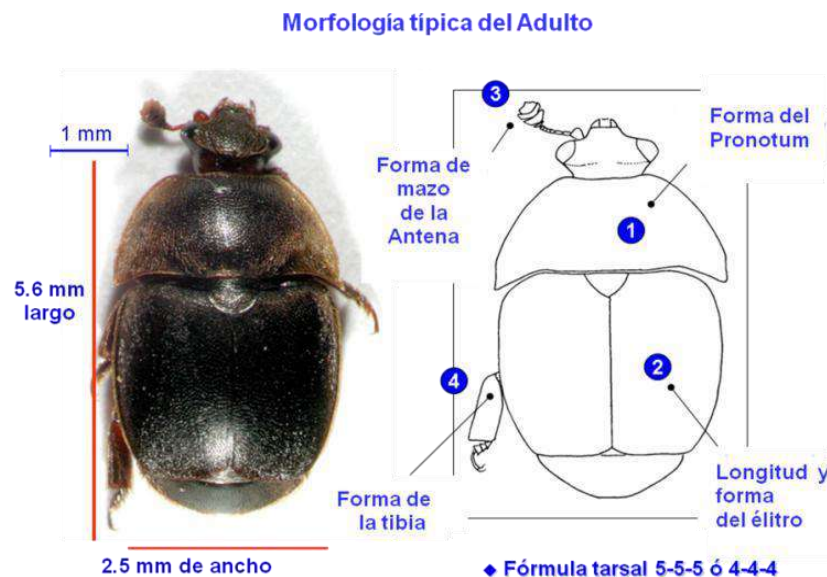 Morfología típica del Adulto
1 mm
5.6 mm
largo
2.5 mm de ancho
3
Forma de
mazo
de la
Antena
Forma del
Pronotum
1
2
4
Forma de
la tibia
Longitud y
forma
del élitro
◆ Fórmula tarsal 5-5-5 ó 4-4-4